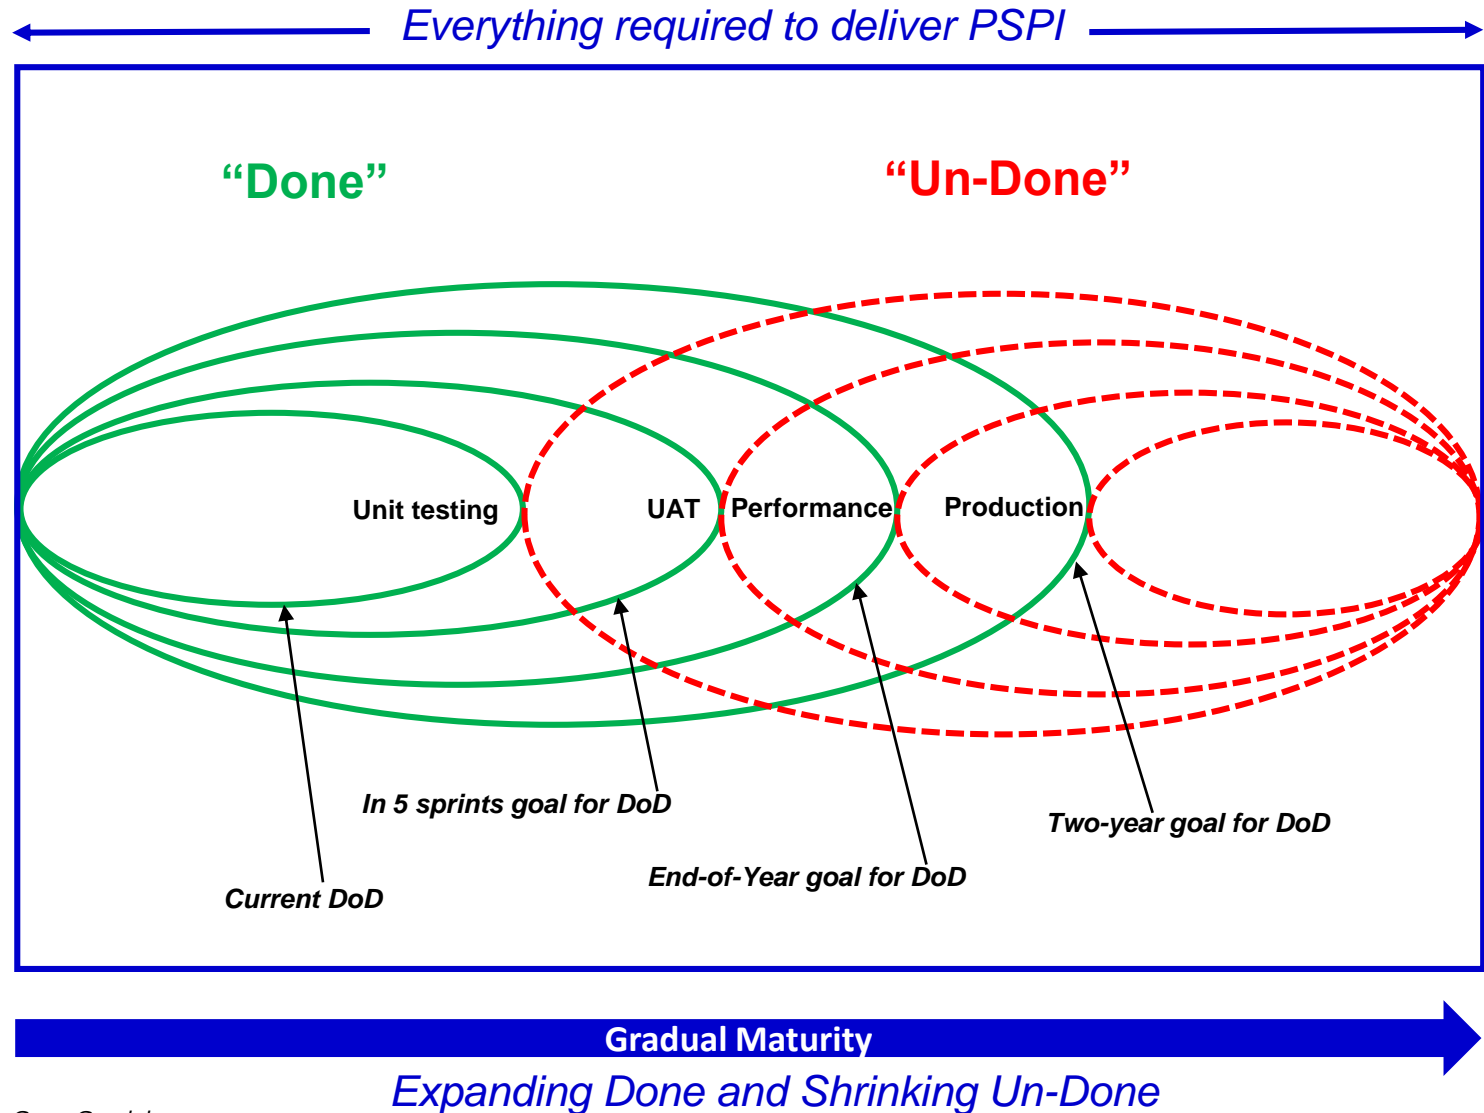 Everything required to deliver PSPI
“Done”
“Un-Done”
Unit testing
UAT
Performance
Production
In 5 sprints goal for DoD
Two-year goal for DoD
End-of-Year goal for DoD
Current DoD
Gradual Maturity
Expanding Done and Shrinking Un-Done